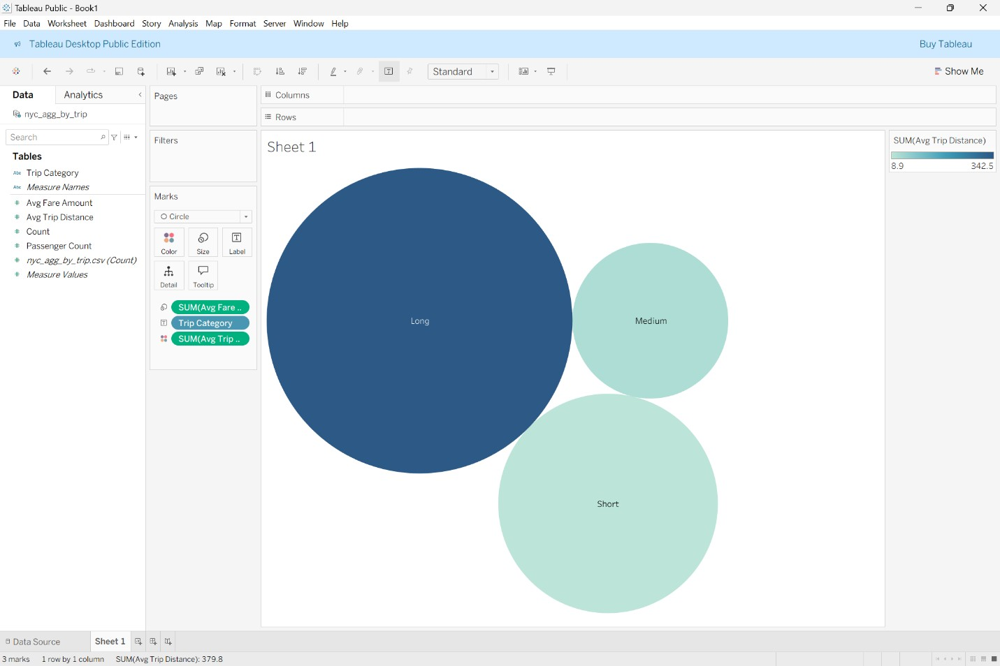 Tableau Public - Book1
File Data Worksheet Dashboard Story Analysis Map Format Server Window Help
Tableau Desktop Public Edition
Buy Tableau
Standard
Show Me
Data Analytics
nyc_agg_by_trip
Search
Tables
Abc Trip Category
Abc Measure Names
# Avg Fare Amount
# Avg Trip Distance
# Count
# Passenger Count
# nyc_agg_by_trip.csv (Count)
# Measure Values
Pages
Filters
Marks
Circle
Color Size Label
Detail Tooltip
SUM(Avg Fare ..
Trip Category
SUM(Avg Trip ..
Columns
Rows
Sheet 1
Long
Medium
Short
SUM(Avg Trip Distance)
8.9 342.5
Data Source Sheet 1
3 marks 1 row by 1 column SUM(Avg Trip Distance): 379.8